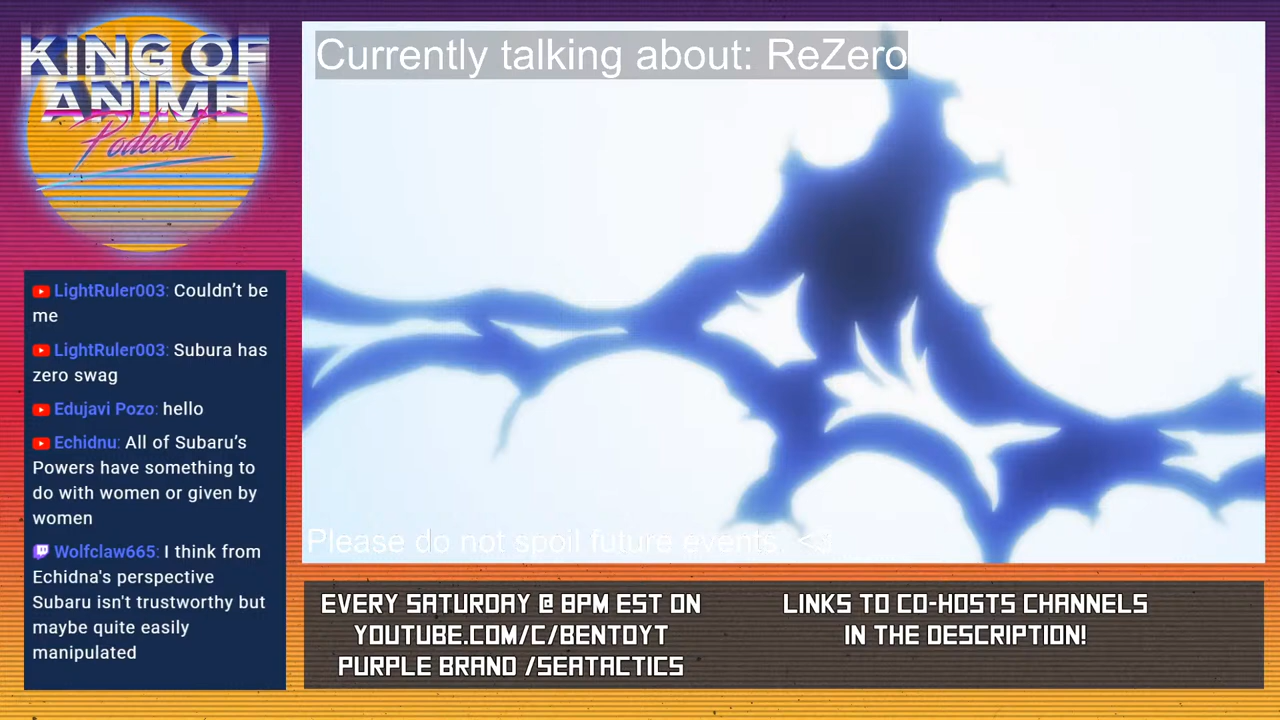 KING OF
ANIME
Podcast
Currently talking about: ReZero
LightRuler003: Couldn't be
me
LightRuler003: Subura has
zero swag
Edujavi Pozo: hello
Echidnu: All of Subaru's
Powers have something to
do with women or given by
women
Wolfclaw665: I think from
Echidna's perspective
Subaru isn't trustworthy but
maybe quite easily
manipulated
Please do not spoil future events. <3
EVERY SATURDAY @ 8PM EST ON
YOUTUBE.COM/C/BENTOYT
PURPLE BRAND /SEATACTICS
LINKS TO CO-HOSTS CHANNELS
IN THE DESCRIPTION!